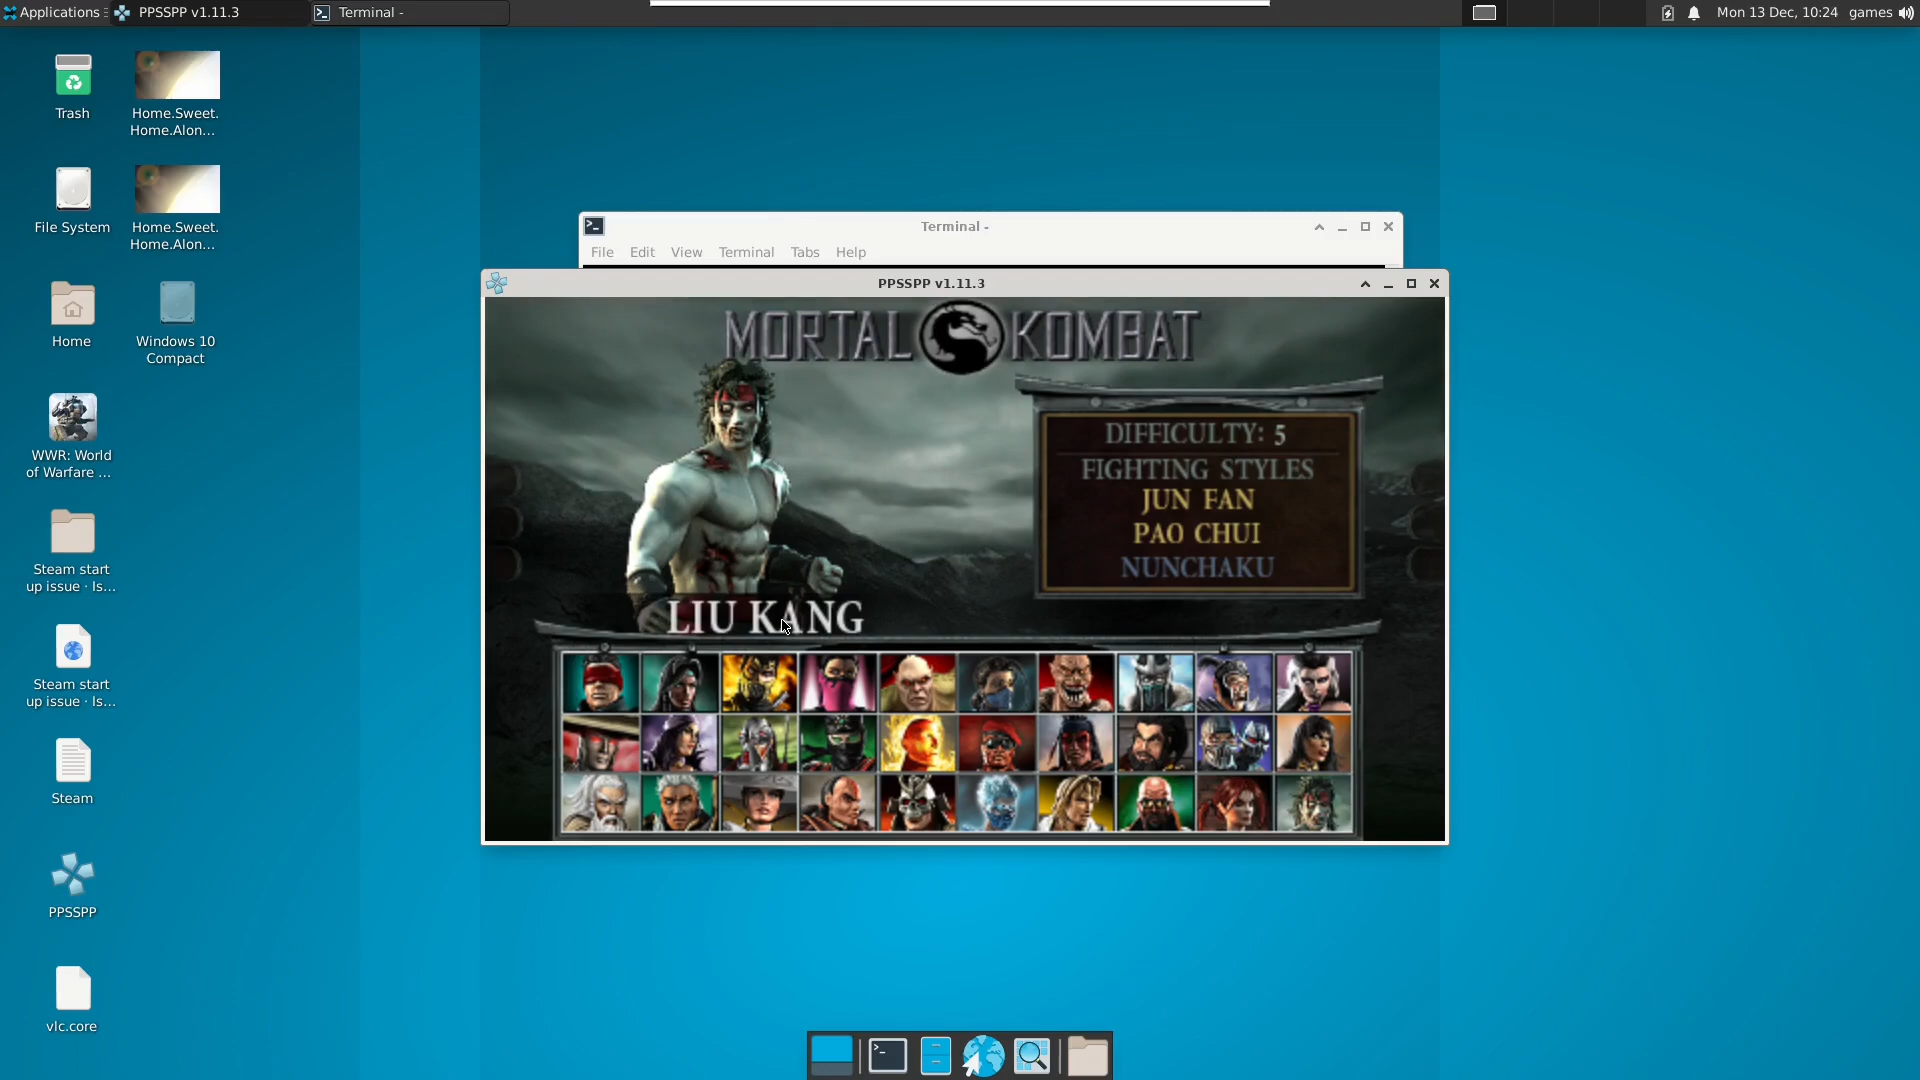 Applications
PPSSPP v1.11.3
Terminal -
Mon 13 Dec, 10:24
games
Trash
Home.Sweet.
Home.Alon...
File System
Home.Sweet.
Home.Alon...
Home
Windows 10
Compact
WWR: World
of Warfare ...
Steam start
up issue · Is...
Steam start
up issue · Is...
Steam
PPSSPP
vlc.core
Terminal -
File Edit View Terminal Tabs Help
PPSSPP v1.11.3
MORTAL KOMBAT
DIFFICULTY: 5
FIGHTING STYLES
JUN FAN
PAO CHUI
NUNCHAKU
LIU KANG